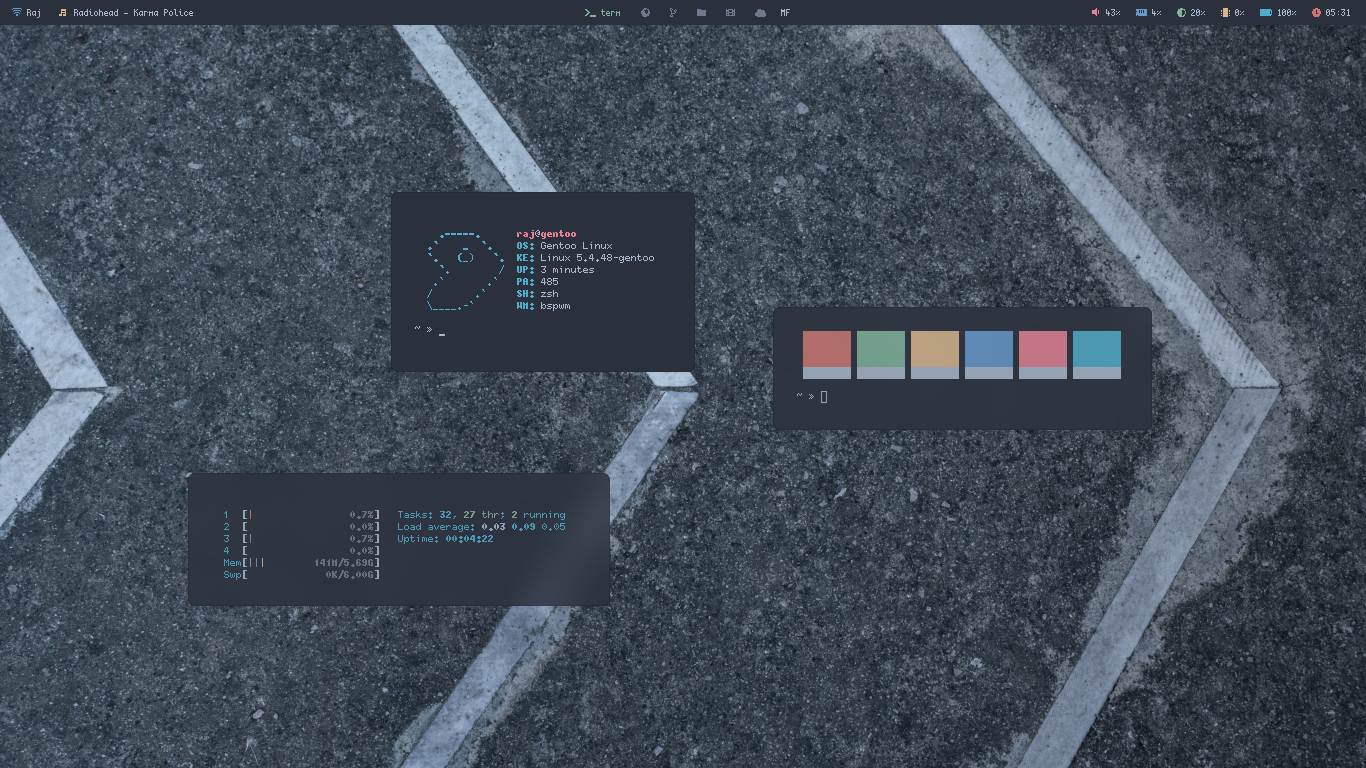 Raj
Radiohead - Karma Police
term
MF
43%
4%
20%
0%
100%
05:31
raj@gentoo
OS: Gentoo Linux
KE: Linux 5.4.48-gentoo
UP: 3 minutes
PA: 485
SH: zsh
WM: bspwm
~ »
~ »
1 [| 0.7%] Tasks: 32, 27 thr; 2 running
2 [ 0.0%] Load average: 0.03 0.09 0.05
3 [| 0.7%] Uptime: 00:04:22
4 [ 0.0%]
Mem[||| 141M/5.69G]
Swp[ 0K/6.00G]